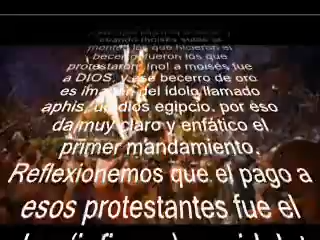 cuando moisés subió al
monte, los que hicieron el
becerro fueron los que
protestaron, ¡no! a moisés fue
a DIOS, y ese becerro de oro
es imagen del idolo llamado
aphis, un dios egipcio, por eso
da muy claro y enfático el
primer mandamiento.
Reflexionemos que el pago a
esos protestantes fue el